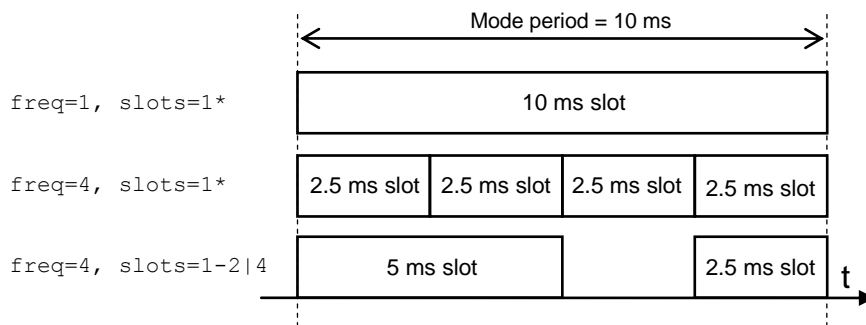 Mode period = 10 ms
freq=1, slots=1* 10 ms slot
freq=4, slots=1* 2.5 ms slot 2.5 ms slot 2.5 ms slot 2.5 ms slot
freq=4, slots=1-2|4 5 ms slot 2.5 ms slot t